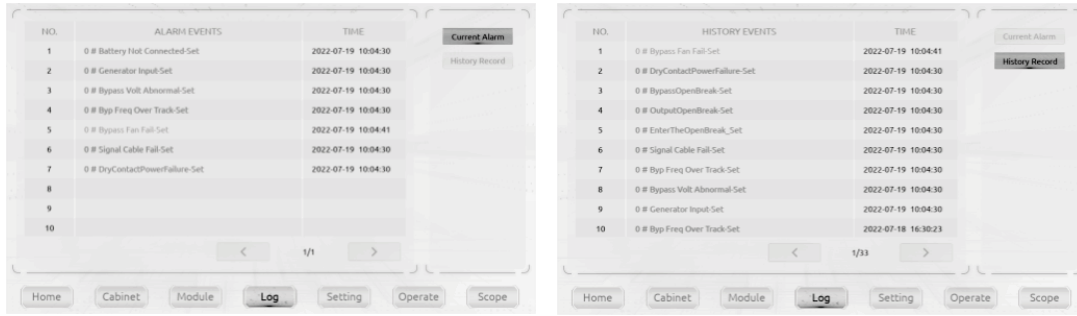 NO. ALARM EVENTS TIME
1 0 # Battery Not Connected-Set 2022-07-19 10:04:30
2 0 # Generator Input-Set 2022-07-19 10:04:30
3 0 # Bypass Volt Abnormal-Set 2022-07-19 10:04:30
4 0 # Byp Freq Over Track-Set 2022-07-19 10:04:30
5 0 # Bypass Fan Fail-Set 2022-07-19 10:04:41
6 0 # Signal Cable Fail-Set 2022-07-19 10:04:30
7 0 # DryContactPowerFailure-Set 2022-07-19 10:04:30
8
9
10
< 1/1 >
Current Alarm
History Record
Home Cabinet Module Log Setting Operate Scope
NO. HISTORY EVENTS TIME
1 0 # Bypass Fan Fail-Set 2022-07-19 10:04:41
2 0 # DryContactPowerFailure-Set 2022-07-19 10:04:30
3 0 # BypassOpenBreak-Set 2022-07-19 10:04:30
4 0 # OutputOpenBreak-Set 2022-07-19 10:04:30
5 0 # EnterTheOpenBreak_Set 2022-07-19 10:04:30
6 0 # Signal Cable Fail-Set 2022-07-19 10:04:30
7 0 # Byp Freq Over Track-Set 2022-07-19 10:04:30
8 0 # Bypass Volt Abnormal-Set 2022-07-19 10:04:30
9 0 # Generator Input-Set 2022-07-19 10:04:30
10 0 # Byp Freq Over Track-Set 2022-07-18 16:30:23
< 1/33 >
Current Alarm
History Record
Home Cabinet Module Log Setting Operate Scope